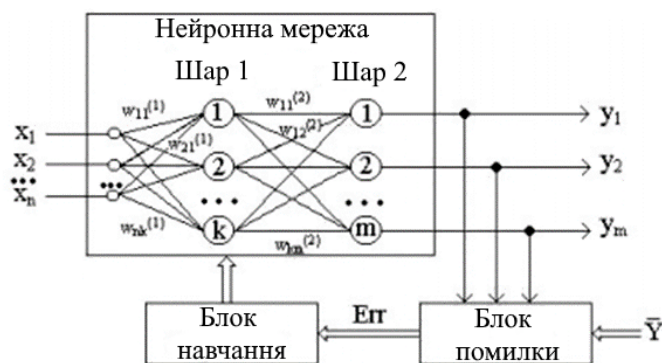 Нейронна мережа
Шар 1 Шар 2
w11(1) w11(2)
x1 1 1 y1
w21(1) w12(2)
x2 2 2 y2
••• ••• ••• •••
xn
wnk(1) k wkm(2) m ym
Блок навчання
Err
Блок помилки
Ȳ